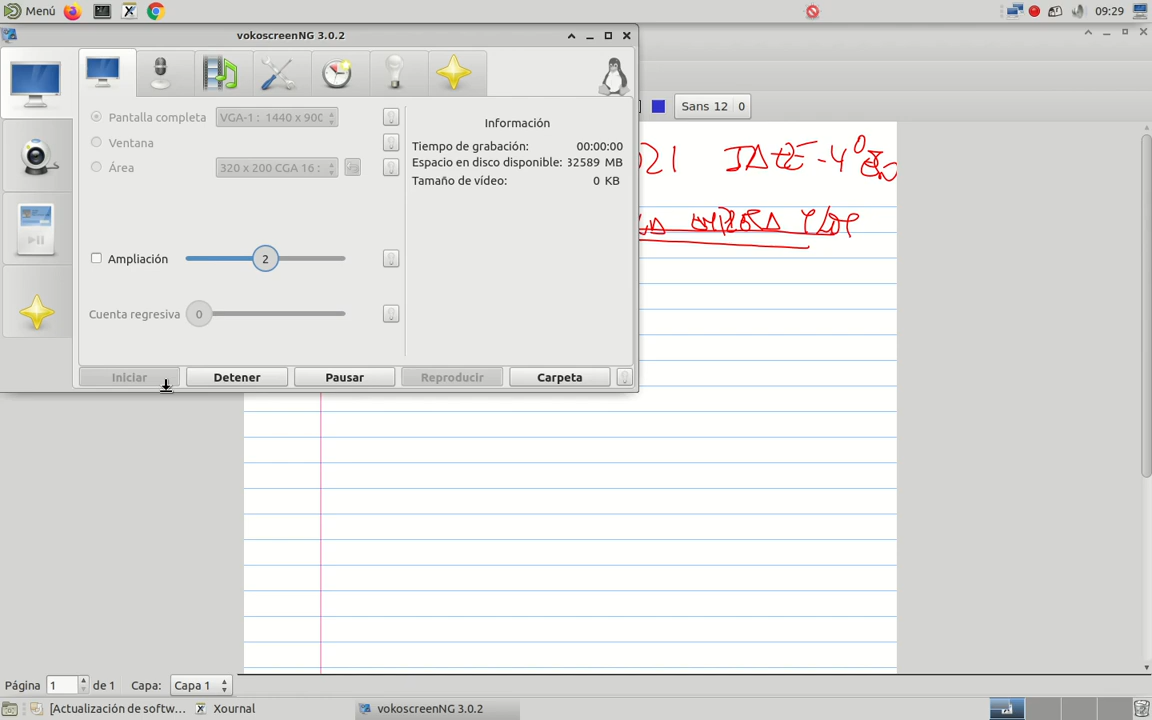 Menú
09:29
vokoscreenNG 3.0.2
Sans 12 0
Pantalla completa
VGA-1 : 1440 x 900
Ventana
Área
320 x 200 CGA 16 :
Información
Tiempo de grabación: 00:00:00
Espacio en disco disponible: 32589 MB
Tamaño de vídeo: 0 KB
021
Ampliación
2
Cuenta regresiva
0
Iniciar
Detener
Pausar
Reproducir
Carpeta
Página 1 de 1 Capa: Capa 1
[Actualización de softw...
Xournal
vokoscreenNG 3.0.2